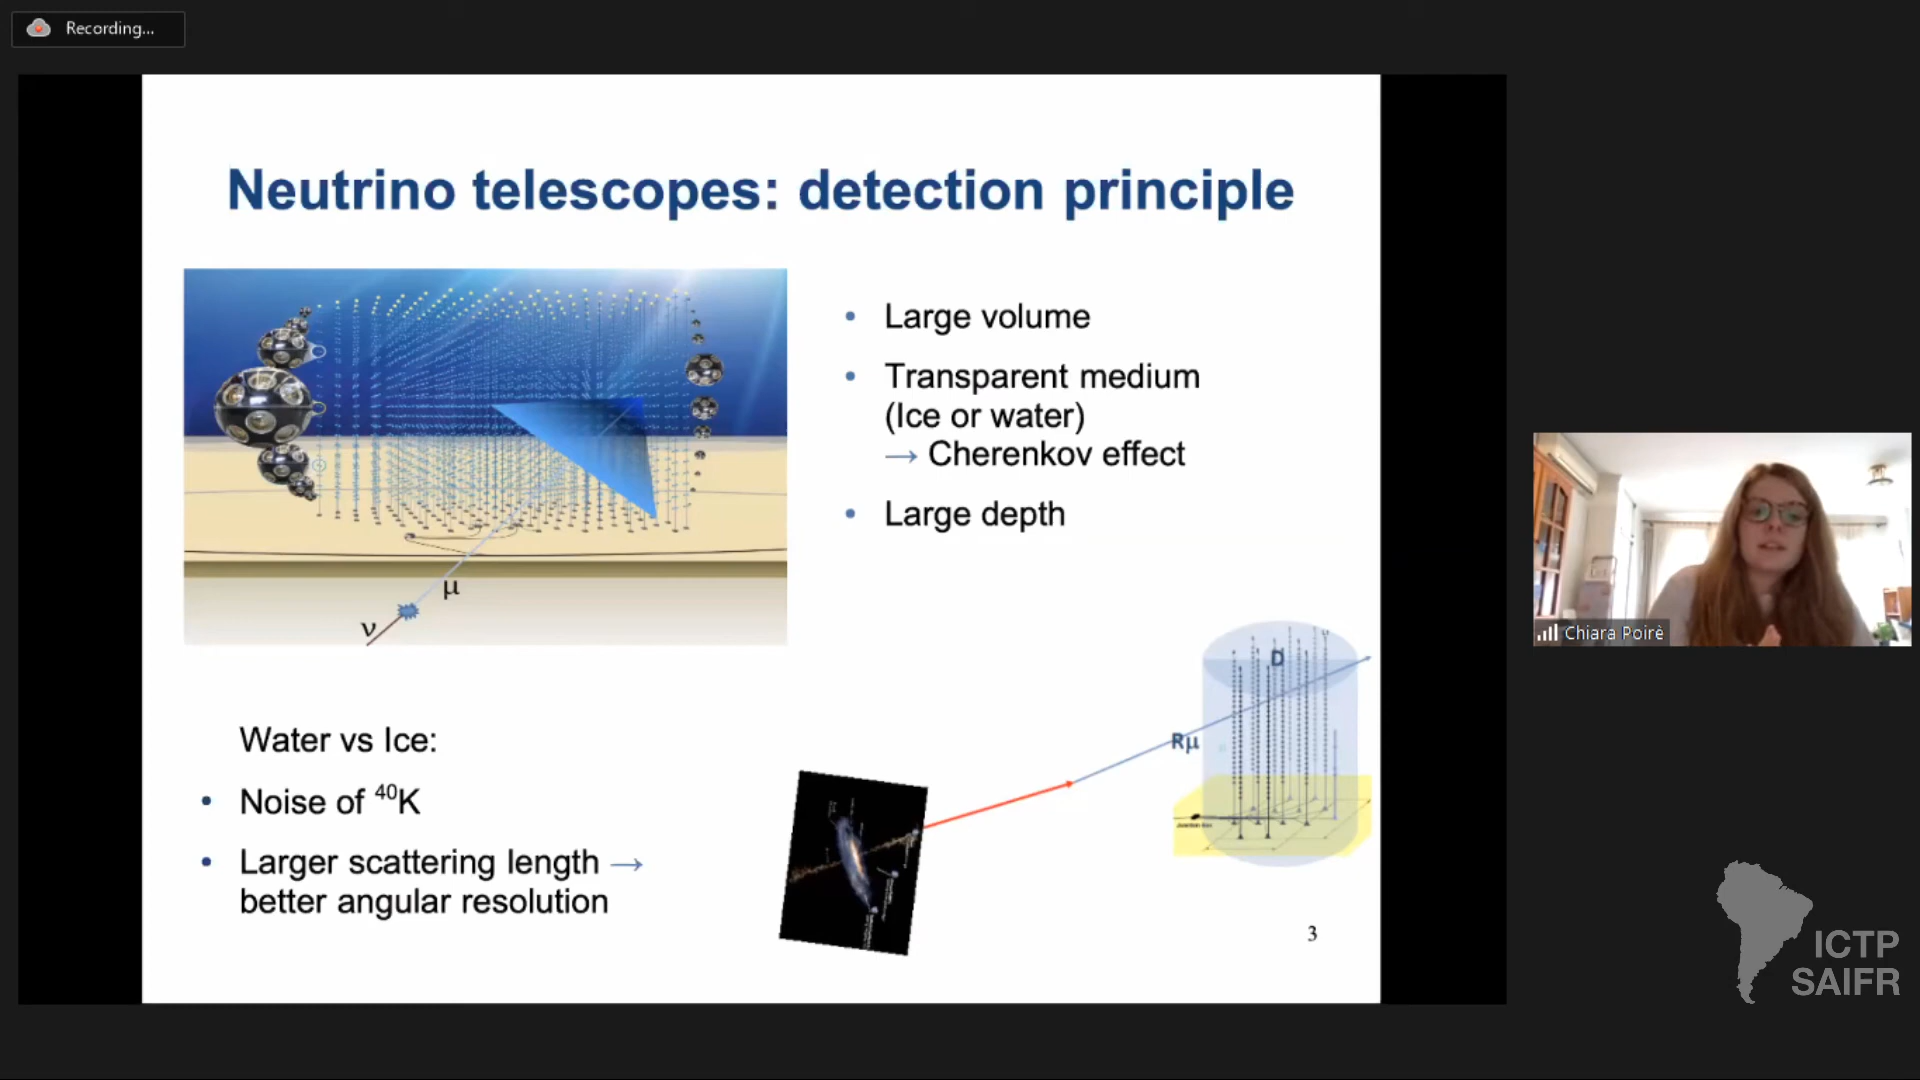 Recording...
Neutrino telescopes: detection principle
• Large volume
• Transparent medium
(Ice or water)
→ Cherenkov effect
• Large depth
μ
ν
Water vs Ice:
• Noise of ⁴⁰K
• Larger scattering length →
better angular resolution
D
Rμ
3
Chiara Poirè
ICTP
SAIFR